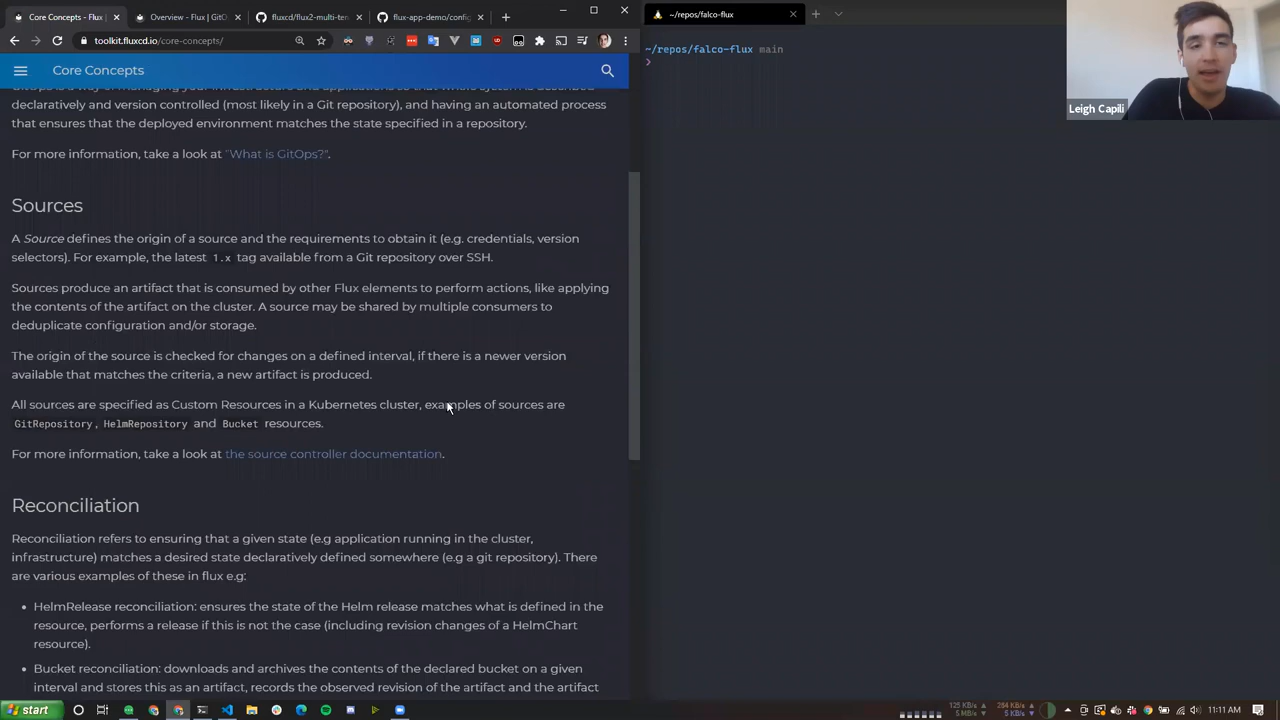 Core Concepts - Flux |
Overview - Flux | GitO
fluxcd/flux2-multi-ten
flux-app-demo/config
~/repos/falco-flux
toolkit.fluxcd.io/core-concepts/
~/repos/falco-flux main
❯
Core Concepts
declaratively and version controlled (most likely in a Git repository), and having an automated process
that ensures that the deployed environment matches the state specified in a repository.
For more information, take a look at "What is GitOps?".
Sources
A Source defines the origin of a source and the requirements to obtain it (e.g. credentials, version
selectors). For example, the latest 1.x tag available from a Git repository over SSH.
Sources produce an artifact that is consumed by other Flux elements to perform actions, like applying
the contents of the artifact on the cluster. A source may be shared by multiple consumers to
deduplicate configuration and/or storage.
The origin of the source is checked for changes on a defined interval, if there is a newer version
available that matches the criteria, a new artifact is produced.
All sources are specified as Custom Resources in a Kubernetes cluster, examples of sources are
GitRepository, HelmRepository and Bucket resources.
For more information, take a look at the source controller documentation.
Reconciliation
Reconciliation refers to ensuring that a given state (e.g application running in the cluster,
infrastructure) matches a desired state declaratively defined somewhere (e.g a git repository). There
are various examples of these in flux e.g:
• HelmRelease reconciliation: ensures the state of the Helm release matches what is defined in the
resource, performs a release if this is not the case (including revision changes of a HelmChart
resource).
• Bucket reconciliation: downloads and archives the contents of the declared bucket on a given
interval and stores this as an artifact, records the observed revision of the artifact and the artifact
Leigh Capili
start
125 KB/s
5 MB/s
284 KB/s
5 KB/s
11:11 AM